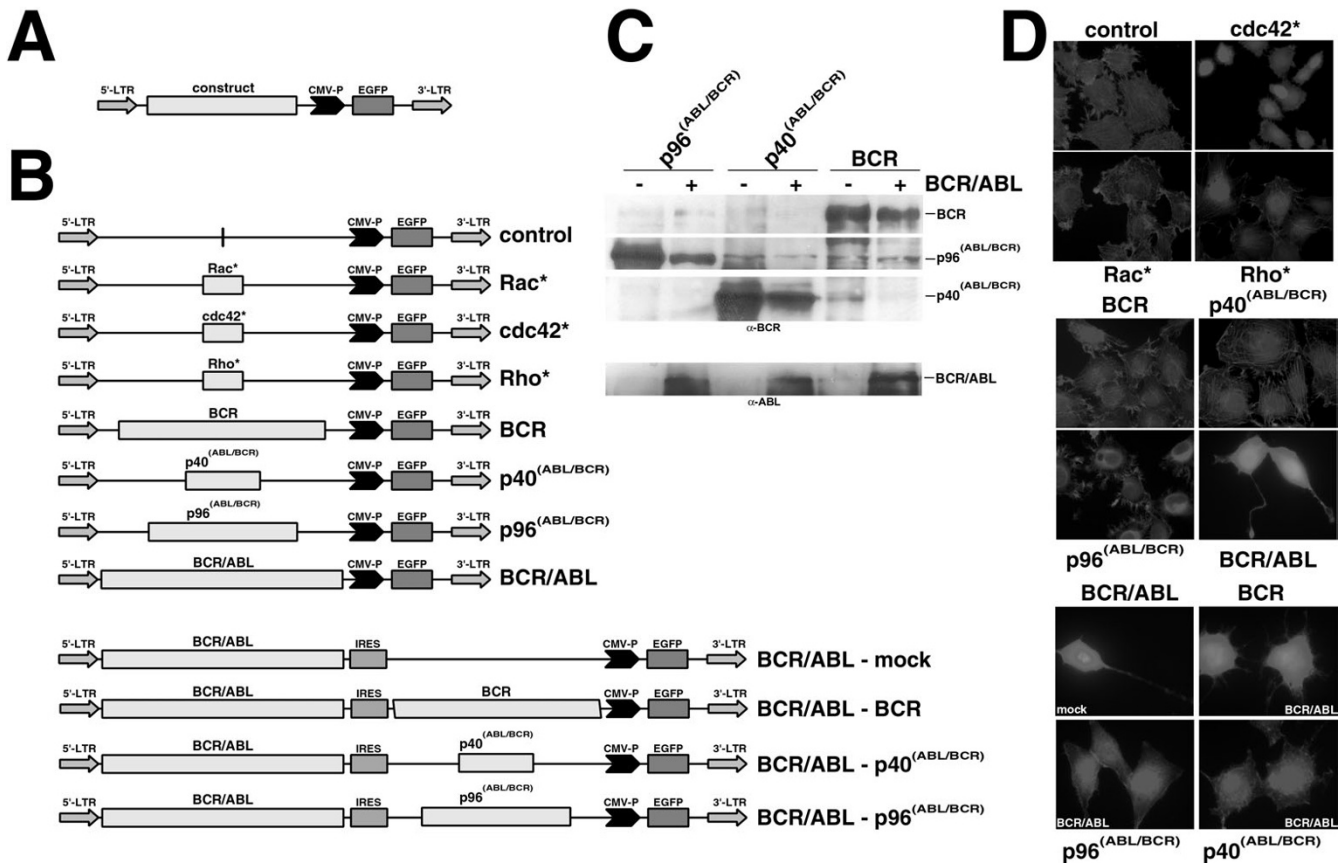 A
5'-LTR construct CMV-P EGFP 3'-LTR
B
5'-LTR CMV-P EGFP 3'-LTR control
5'-LTR Rac* CMV-P EGFP 3'-LTR Rac*
5'-LTR cdc42* CMV-P EGFP 3'-LTR cdc42*
5'-LTR Rho* CMV-P EGFP 3'-LTR Rho*
5'-LTR BCR CMV-P EGFP 3'-LTR BCR
5'-LTR p40(ABL/BCR) CMV-P EGFP 3'-LTR p40(ABL/BCR)
5'-LTR p96(ABL/BCR) CMV-P EGFP 3'-LTR p96(ABL/BCR)
5'-LTR BCR/ABL CMV-P EGFP 3'-LTR BCR/ABL
5'-LTR BCR/ABL IRES CMV-P EGFP 3'-LTR BCR/ABL - mock
5'-LTR BCR/ABL IRES BCR CMV-P EGFP 3'-LTR BCR/ABL - BCR
5'-LTR BCR/ABL IRES p40(ABL/BCR) CMV-P EGFP 3'-LTR BCR/ABL - p40(ABL/BCR)
5'-LTR BCR/ABL IRES p96(ABL/BCR) CMV-P EGFP 3'-LTR BCR/ABL - p96(ABL/BCR)
C
p96(ABL/BCR) p40(ABL/BCR) BCR
- + - + - + BCR/ABL
BCR
p96(ABL/BCR)
p40(ABL/BCR)
α-BCR
BCR/ABL
α-ABL
D
control cdc42*
Rac* Rho*
BCR p40(ABL/BCR)
p96(ABL/BCR) BCR/ABL
BCR/ABL BCR
mock BCR/ABL
BCR/ABL BCR/ABL
p96(ABL/BCR) p40(ABL/BCR)